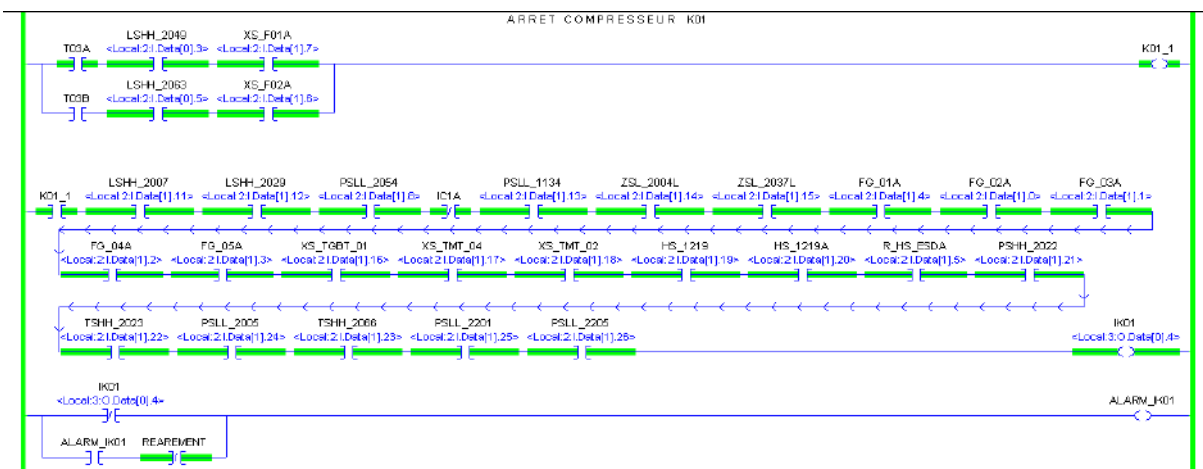 ARRET COMPRESSEUR K01
LSHH_2049 XS_F01A
T03A <Local:2:I.Data[0].3> <Local:2:I.Data[1].7> K01_1
LSHH_2063 XS_F02A
T03B <Local:2:I.Data[0].5> <Local:2:I.Data[1].6>
LSHH_2007 LSHH_2029 PSLL_2054 PSLL_1134 ZSL_2004L ZSL_2037L FG_01A FG_02A FG_03A
K01_1 <Local:2:I.Data[1].11> <Local:2:I.Data[1].12> <Local:2:I.Data[1].8> IC1A <Local:2:I.Data[1].13> <Local:2:I.Data[1].14> <Local:2:I.Data[1].15> <Local:2:I.Data[1].4> <Local:2:I.Data[1].0> <Local:2:I.Data[1].1>
FG_04A FG_05A XS_TGBT_01 XS_TMT_04 XS_TMT_02 HS_1219 HS_1219A R_HS_ESDA PSHH_2022
<Local:2:I.Data[1].2> <Local:2:I.Data[1].3> <Local:2:I.Data[1].16> <Local:2:I.Data[1].17> <Local:2:I.Data[1].18> <Local:2:I.Data[1].19> <Local:2:I.Data[1].20> <Local:2:I.Data[1].5> <Local:2:I.Data[1].21>
TSHH_2023 PSLL_2005 TSHH_2066 PSLL_2201 PSLL_2205 IK01
<Local:2:I.Data[1].22> <Local:2:I.Data[1].24> <Local:2:I.Data[1].23> <Local:2:I.Data[1].25> <Local:2:I.Data[1].26> <Local:3:O.Data[0].4>
IK01
<Local:3:O.Data[0].4> ALARM_IK01
ALARM_IK01 REAREMENT